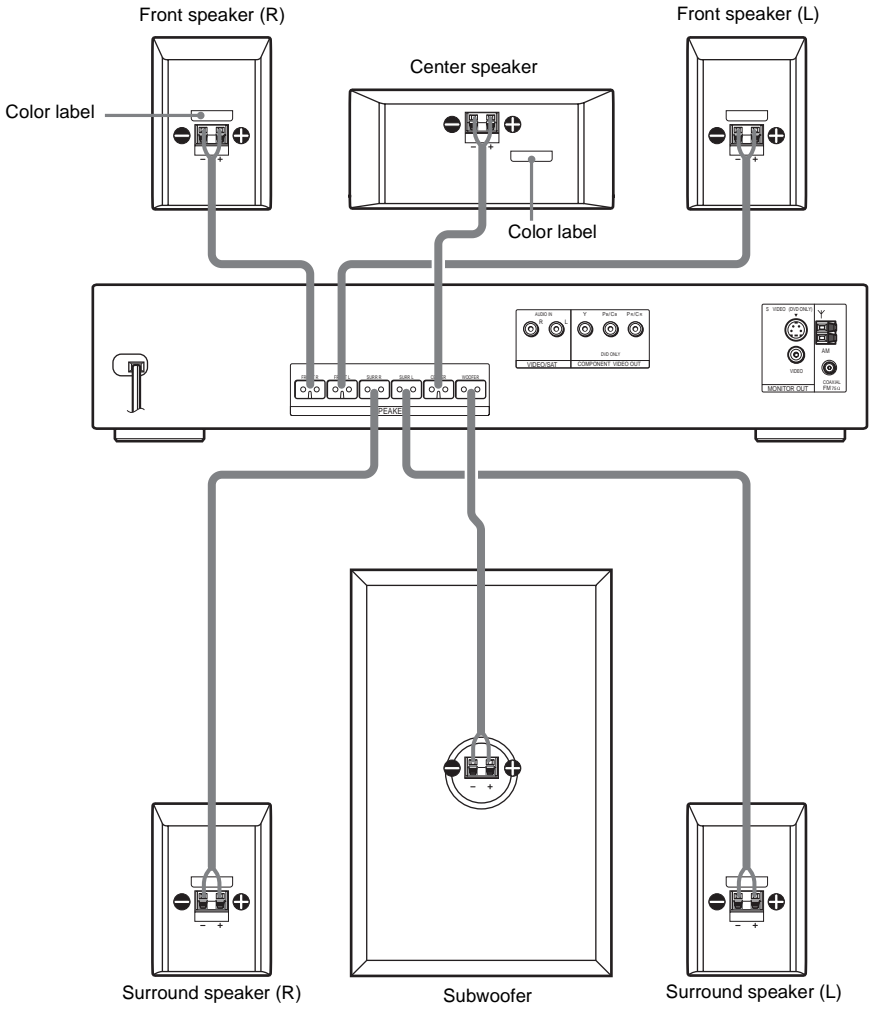 Front speaker (R)
Front speaker (L)
Center speaker
Color label
− +
− +
− +
Color label
AUDIO IN
R L
Y PB/CB PR/CR
DVD ONLY
VIDEO/SAT COMPONENT VIDEO OUT
S VIDEO (DVD ONLY)
VIDEO
MONITOR OUT
AM
COAXIAL
FM 75Ω
SURR R SURR L WOOFER
− +
− +
− +
Surround speaker (R)
Subwoofer
Surround speaker (L)